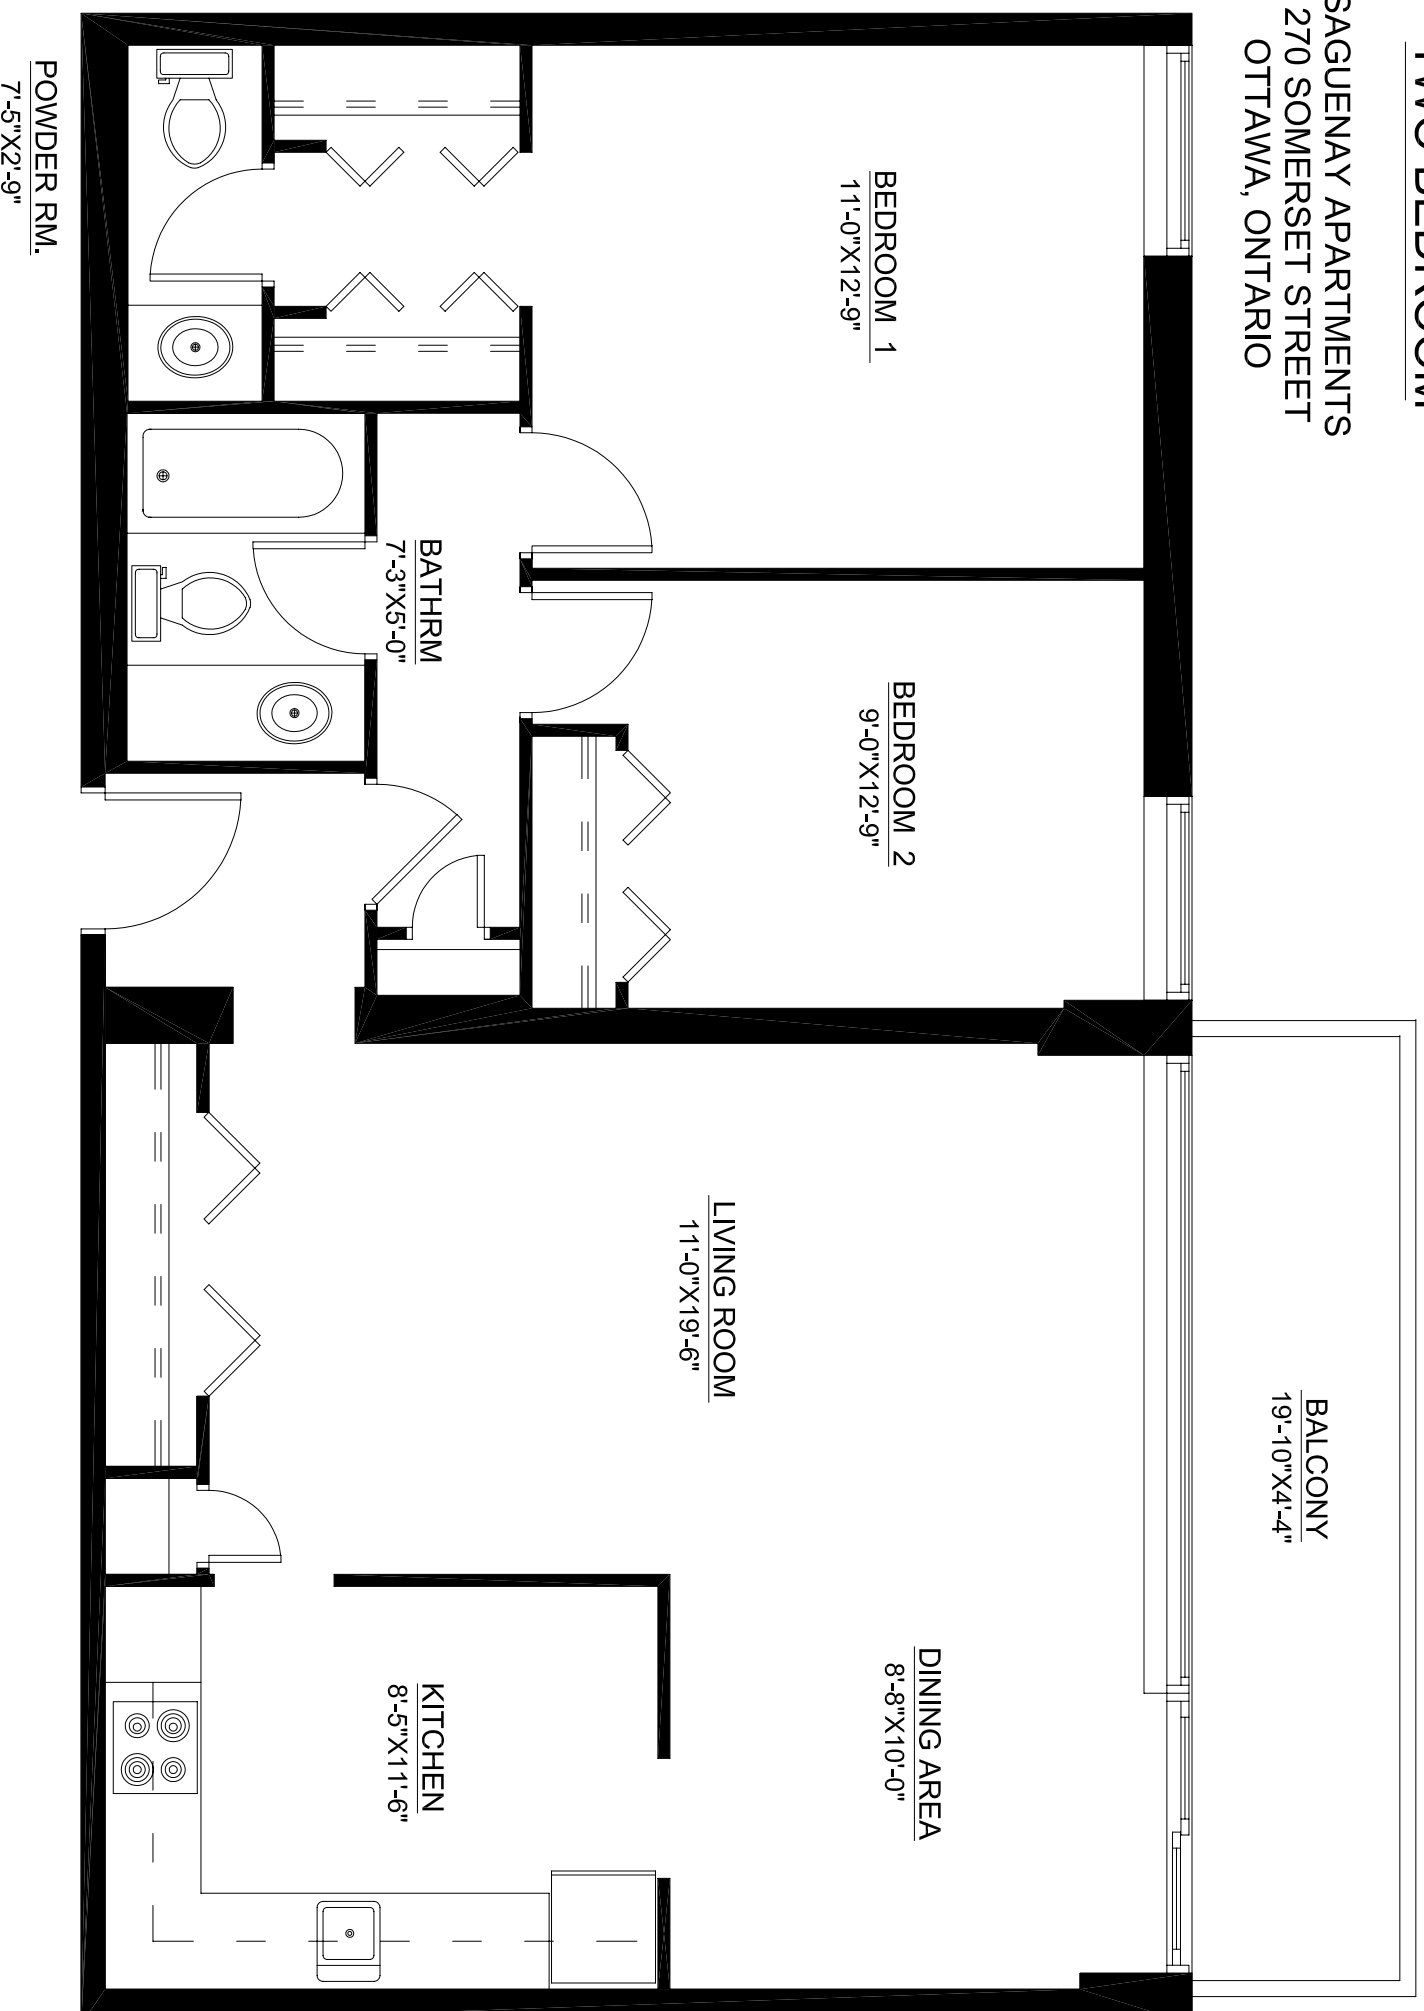 TWO BEDROOM
SAGUENAY APARTMENTS
270 SOMERSET STREET
OTTAWA, ONTARIO
BEDROOM 1
11'-0"X12'-9"
BEDROOM 2
9'-0"X12'-9"
BALCONY
19'-10"X4'-4"
LIVING ROOM
11'-0"X19'-6"
DINING AREA
8'-8"X10'-0"
BATHRM
7'-3"X5'-0"
KITCHEN
8'-5"X11'-6"
POWDER RM.
7'-5"X2'-9"